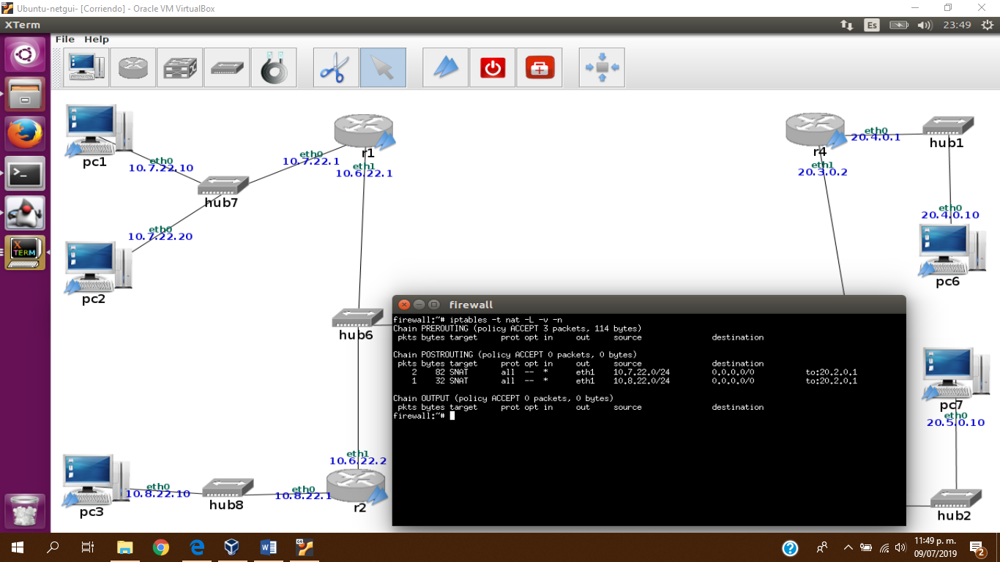 Ubuntu-netgui- [Corriendo] - Oracle VM VirtualBox
XTerm
Es
23:49
File Help
pc1
eth0
10.7.22.10
hub7
eth0
10.7.22.1
r1
eth1
10.6.22.1
r4
eth0
20.4.0.1
hub1
eth1
20.3.0.2
eth0
10.7.22.20
pc2
eth0
20.4.0.10
pc6
XTERM
hub6
firewall
firewall:~# iptables -t nat -L -v -n
Chain PREROUTING (policy ACCEPT 3 packets, 114 bytes)
pkts bytes target prot opt in out source destination
Chain POSTROUTING (policy ACCEPT 0 packets, 0 bytes)
pkts bytes target prot opt in out source destination
2 82 SNAT all -- * eth1 10.7.22.0/24 0.0.0.0/0 to:20.2.0.1
1 32 SNAT all -- * eth1 10.8.22.0/24 0.0.0.0/0 to:20.2.0.1
Chain OUTPUT (policy ACCEPT 0 packets, 0 bytes)
pkts bytes target prot opt in out source destination
firewall:~#
pc7
eth0
20.5.0.10
eth1
10.6.22.2
pc3
eth0
10.8.22.10
hub8
eth0
10.8.22.1
r2
hub2
11:49 p. m.
09/07/2019
2